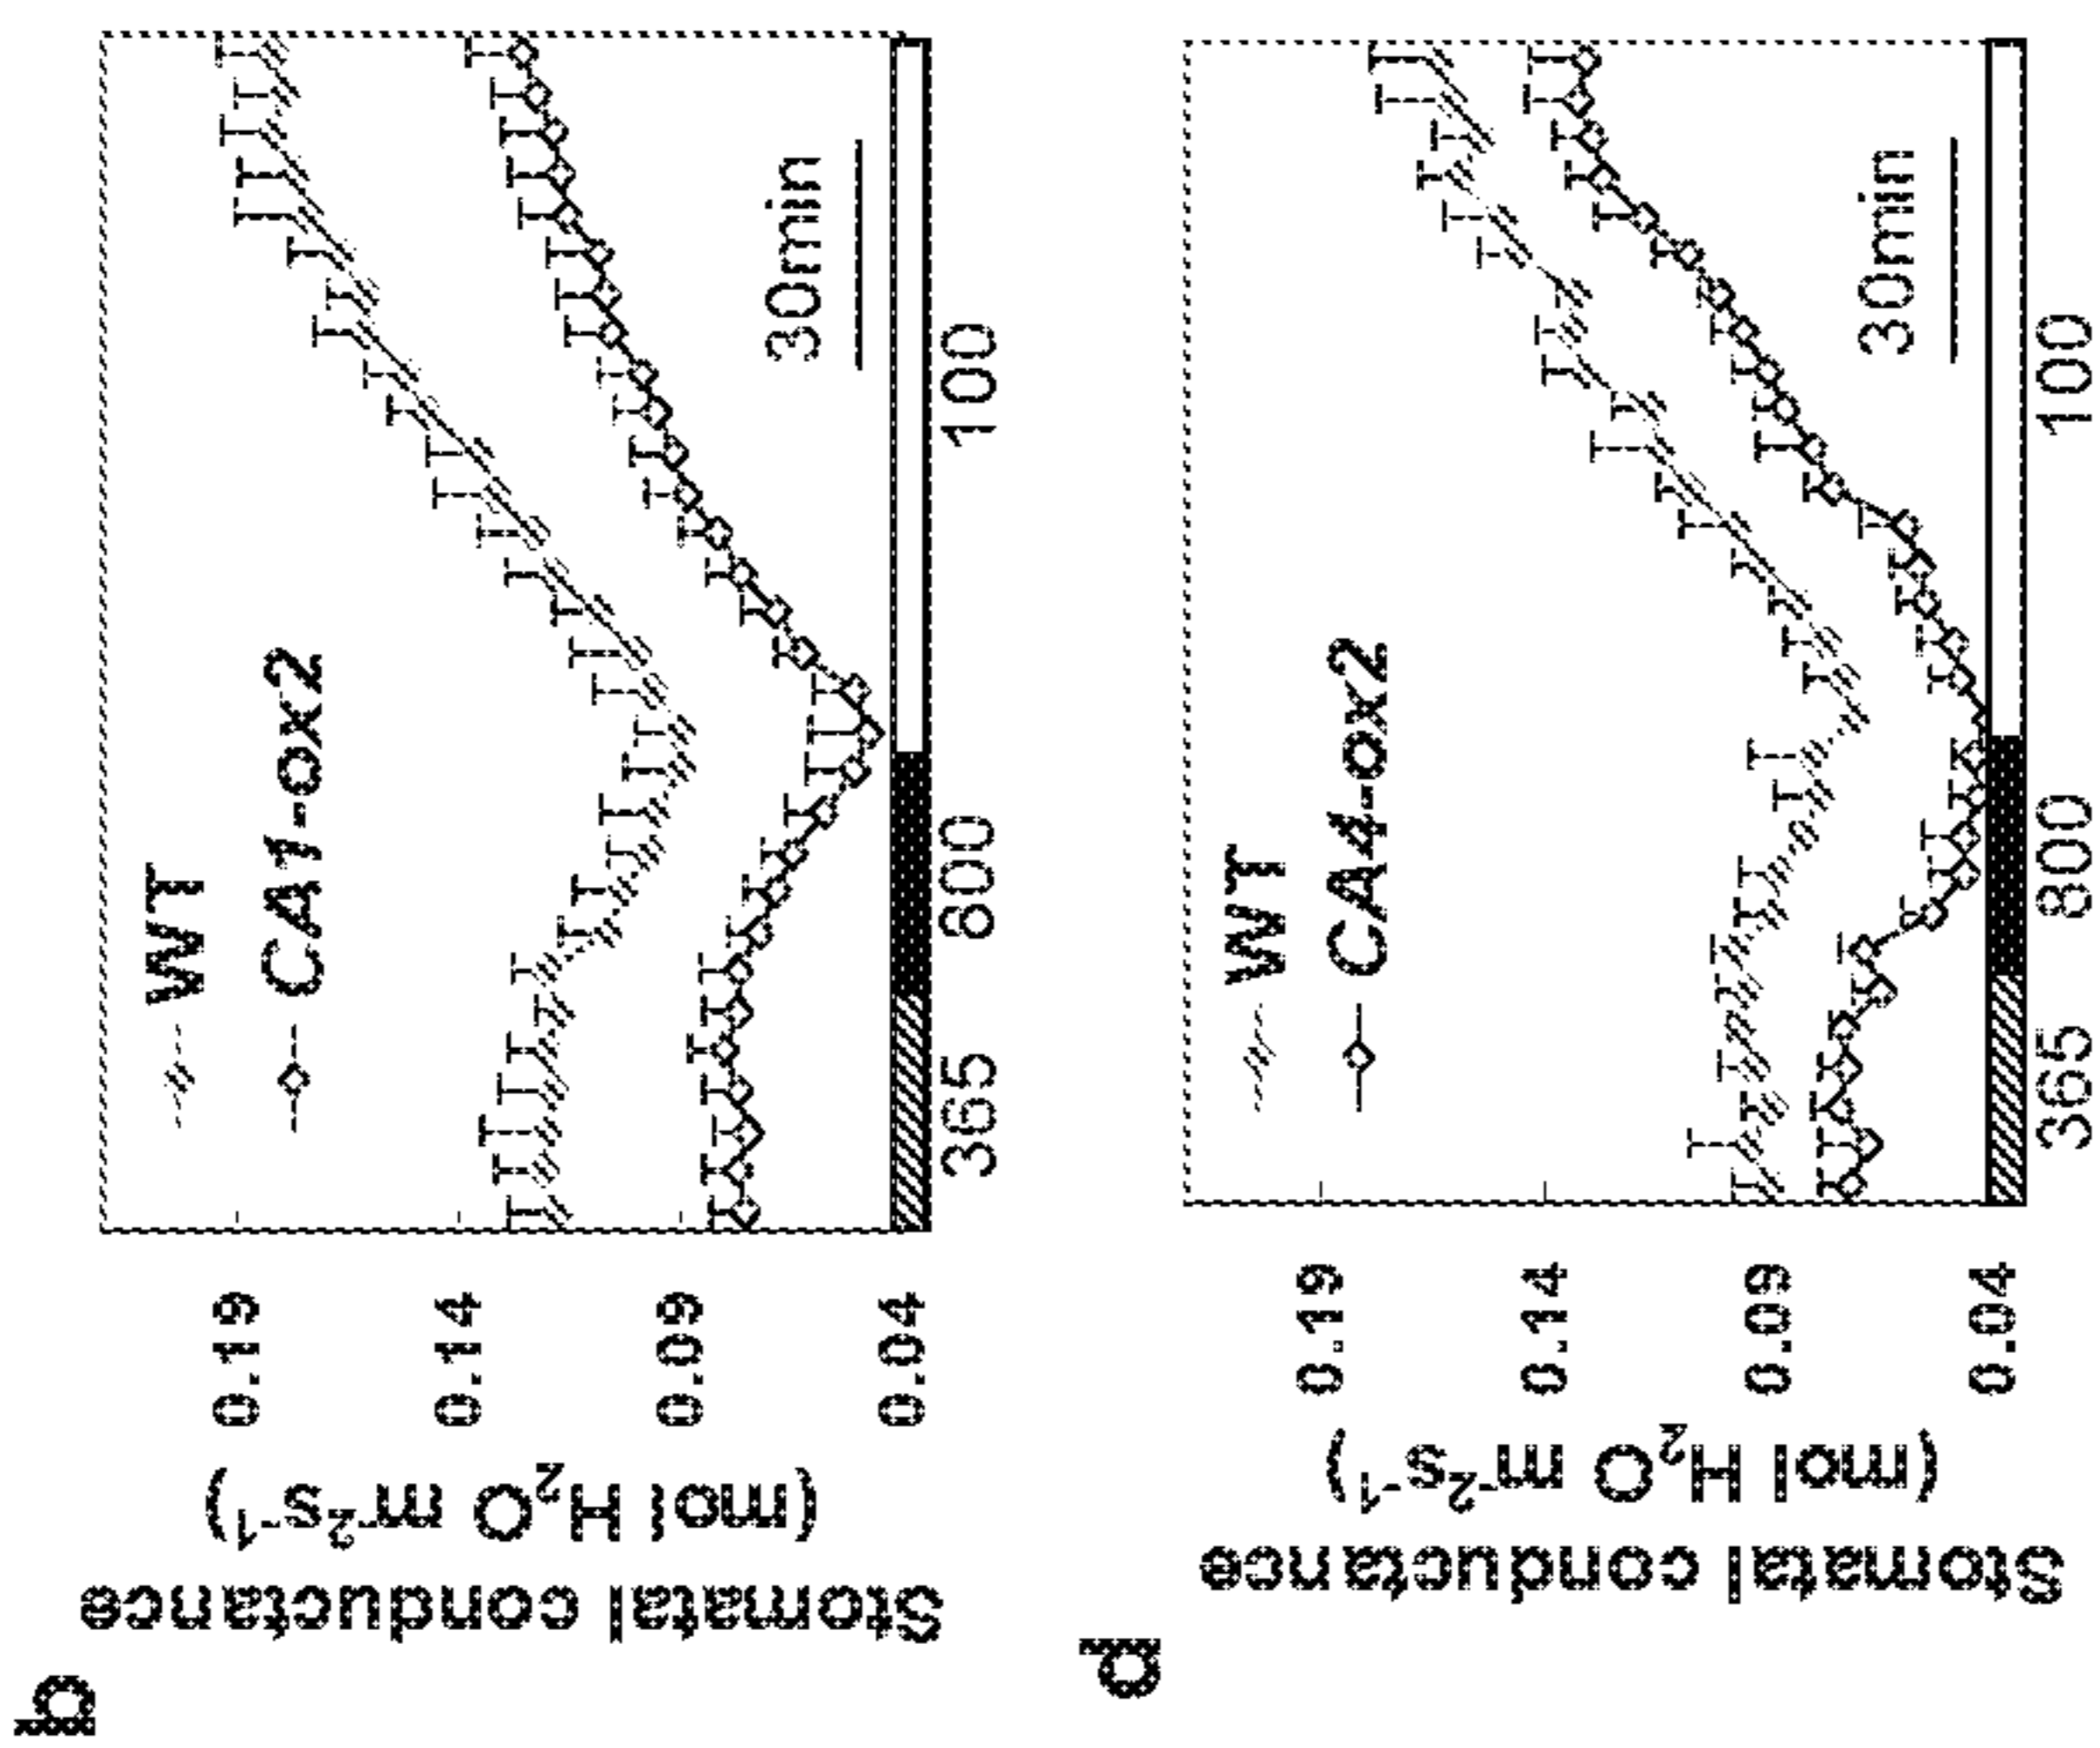 b
Stomatal conductance
(mol H₂O m⁻²s⁻¹)
0.19
0.14
0.09
0.04
WT
CA1-ox2
30min
365 800 100
d
Stomatal conductance
(mol H₂O m⁻²s⁻¹)
0.19
0.14
0.09
0.04
WT
CA4-ox2
30min
365 800 100